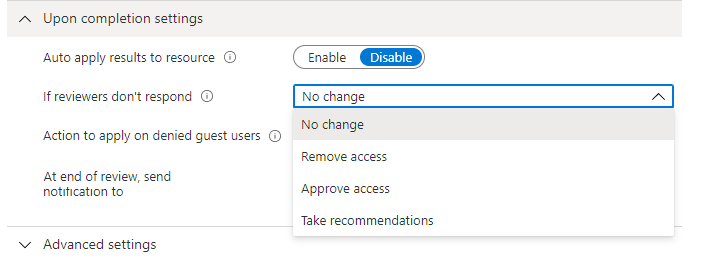 Upon completion settings
Auto apply results to resource
Enable
Disable
If reviewers don't respond
No change
No change
Action to apply on denied guest users
Remove access
At end of review, send
notification to
Approve access
Take recommendations
Advanced settings